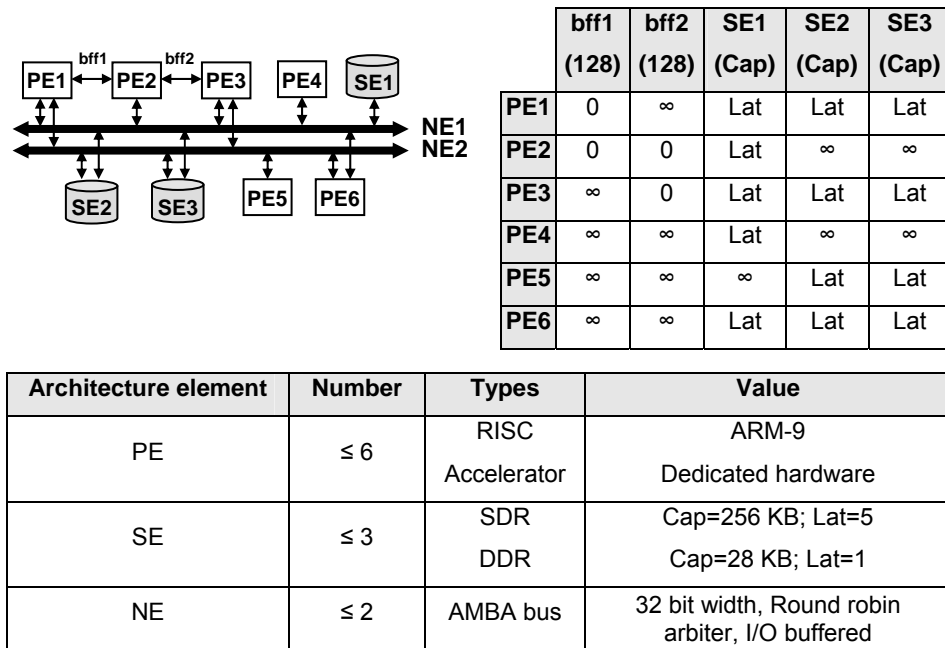 bff1 bff2
PE1 PE2 PE3 PE4 SE1
NE1
NE2
SE2 SE3 PE5 PE6
bff1 bff2 SE1 SE2 SE3
(128) (128) (Cap) (Cap) (Cap)
PE1 0 ∞ Lat Lat Lat
PE2 0 0 Lat ∞ ∞
PE3 ∞ 0 Lat Lat Lat
PE4 ∞ ∞ Lat ∞ ∞
PE5 ∞ ∞ ∞ Lat Lat
PE6 ∞ ∞ Lat Lat Lat
Architecture element Number Types Value
PE ≤ 6 RISC ARM-9
Accelerator Dedicated hardware
SE ≤ 3 SDR Cap=256 KB; Lat=5
DDR Cap=28 KB; Lat=1
NE ≤ 2 AMBA bus 32 bit width, Round robin
arbiter, I/O buffered